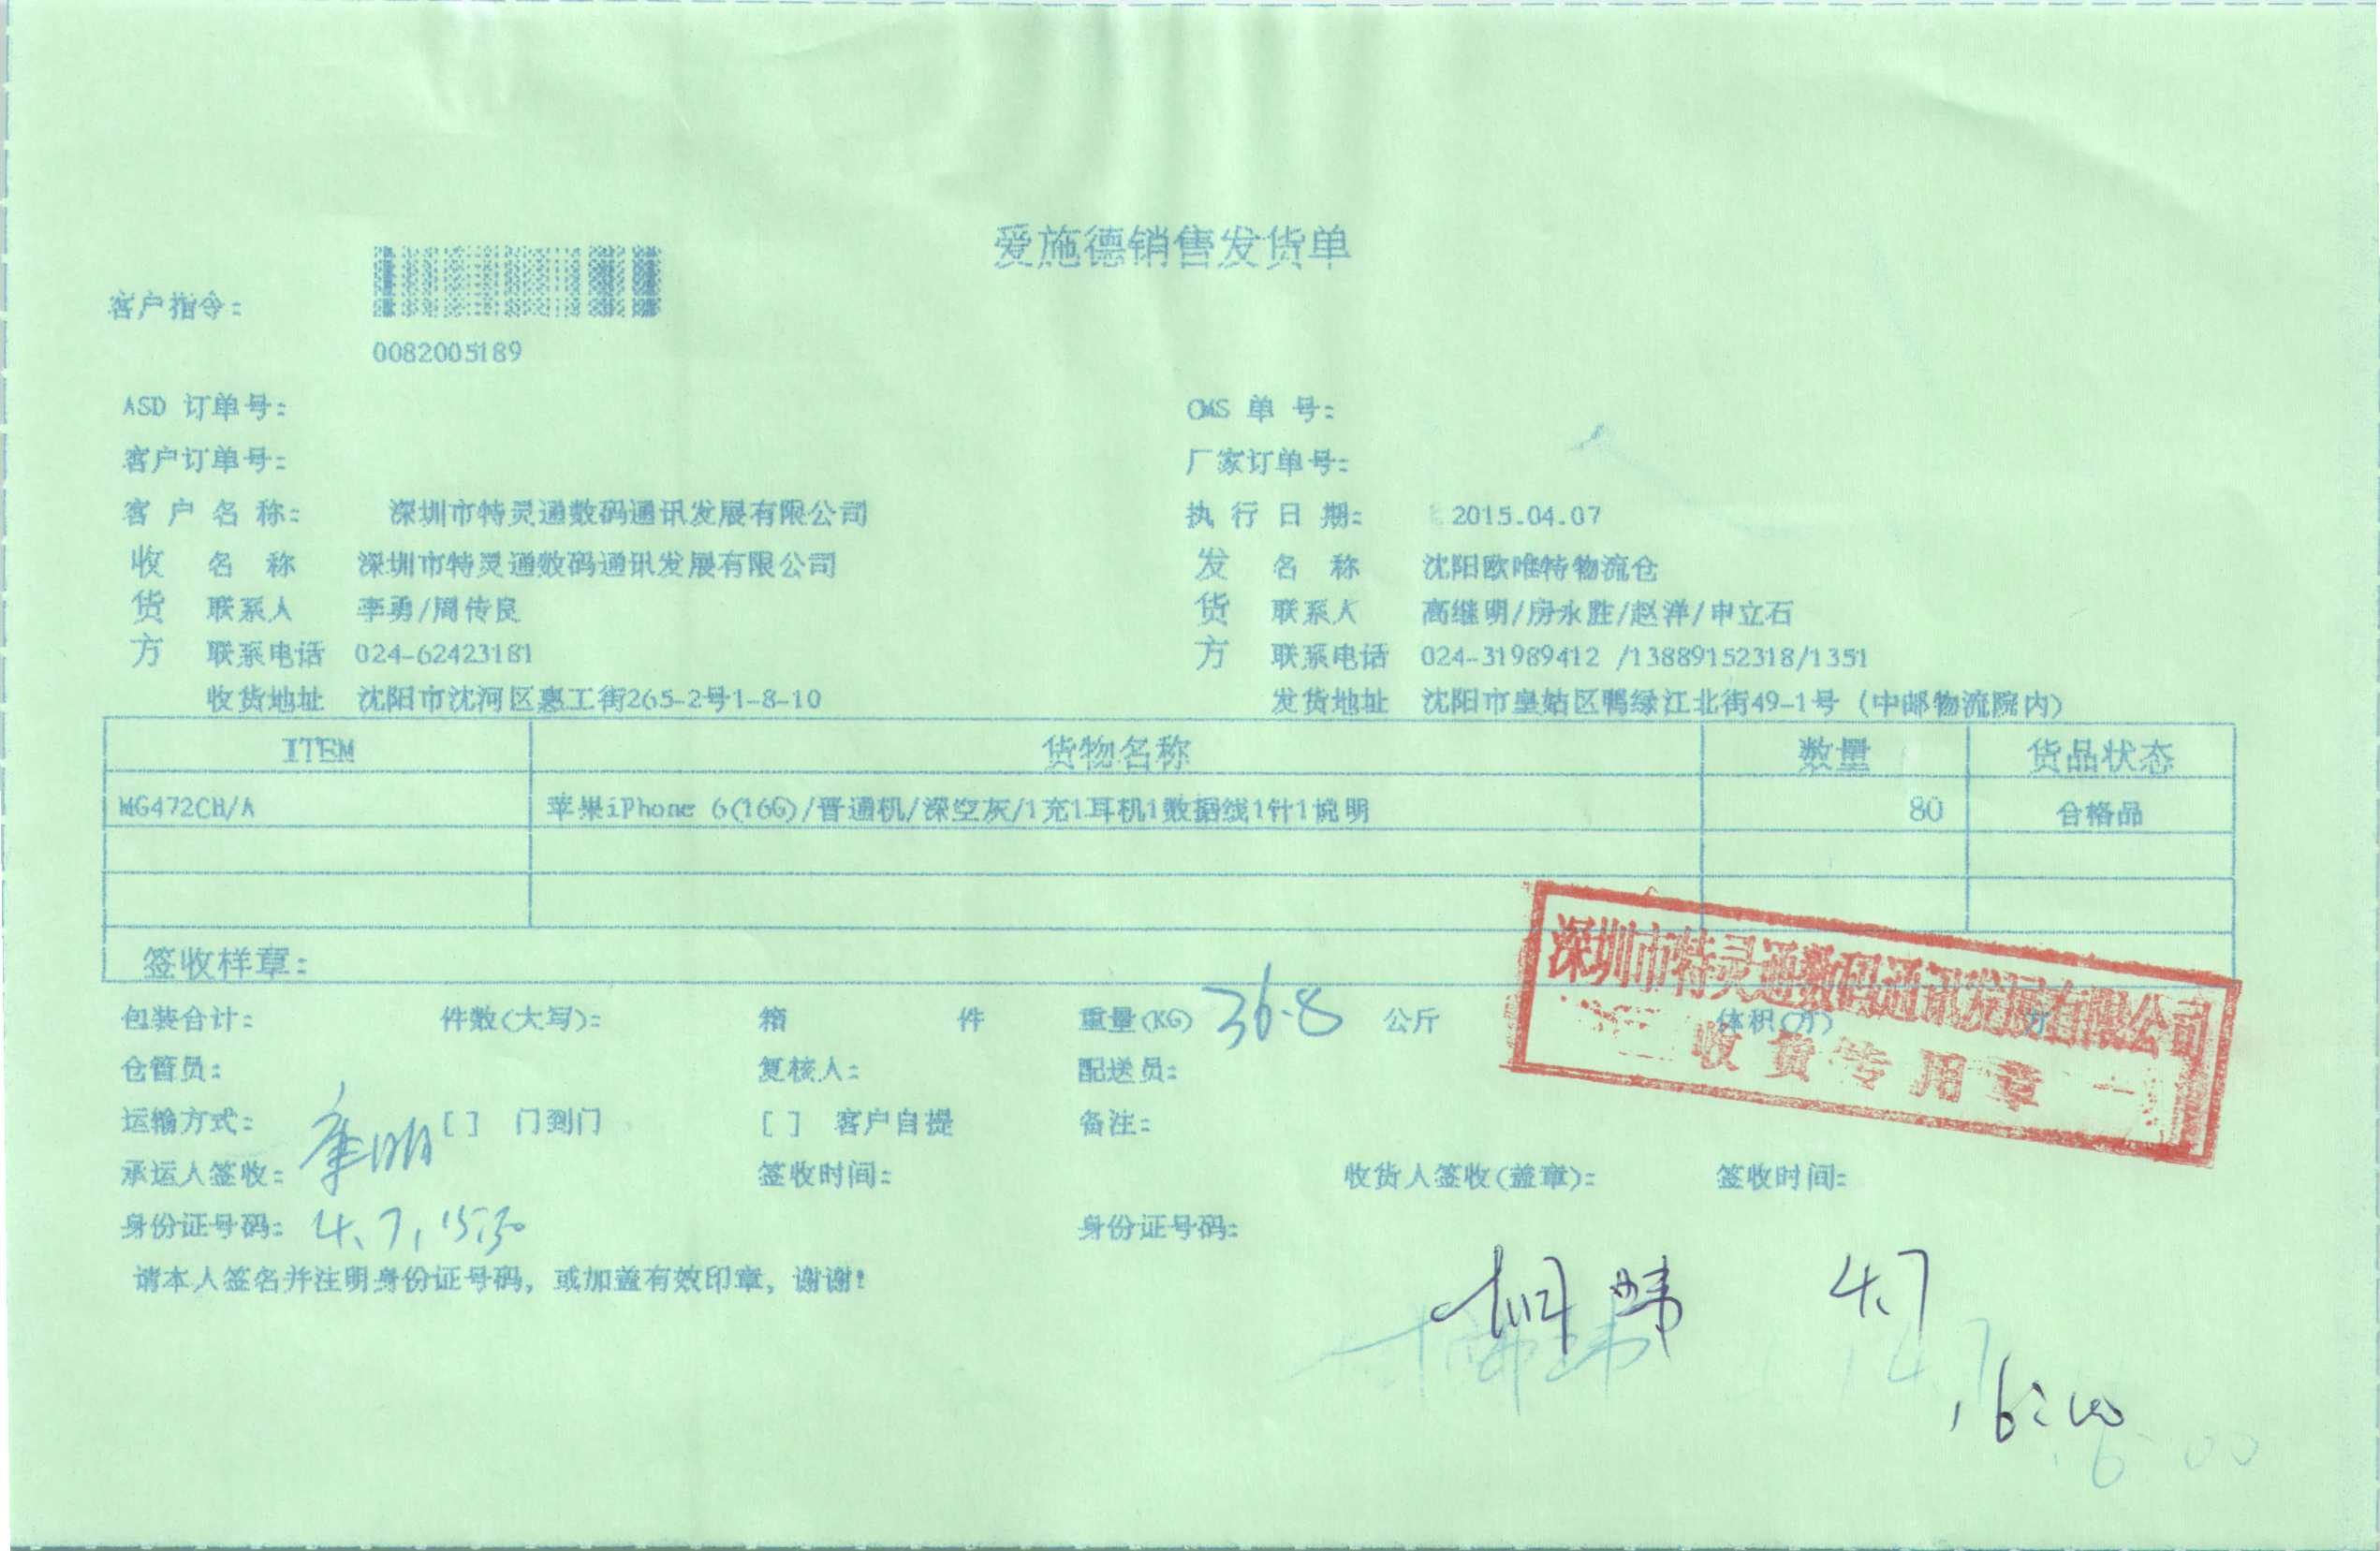 爱施德销售发货单
客户指令:
0082005189
ASD 订单号: OMS 单 号:
客户订单号: 厂家订单号:
客 户 名 称: 深圳市特灵通数码通讯发展有限公司 执 行 日 期: 2015.04.07
收 名 称 深圳市特灵通数码通讯发展有限公司 发 名 称 沈阳欧唯特物流仓
货 联系人 李勇/周传良 货 联系人 高继明/房永胜/赵洋/申立石
方 联系电话 024-62423181 方 联系电话 024-31989412 /13889152318/1351
收货地址 沈阳市沈河区惠工街265-2号1-8-10 发货地址 沈阳市皇姑区鸭绿江北街49-1号 (中邮物流院内)
ITEM 货物名称 数量 货品状态
MG472CH/A 苹果iPhone 6(16G)/普通机/深空灰/1充1耳机1数据线1针1说明 80 合格品
签收样章:
深圳市特灵通数码通讯发展有限公司
收货专用章
包装合计: 件数(大写): 箱 件 重量(KG) 36.8 公斤 体积(方) 方
仓管员: 复核人: 配送员:
运输方式: [ ] 门到门 [ ] 客户自提 备注:
承运人签收: 签收时间: 收货人签收(盖章): 签收时间:
身份证号码: 4.7, 15:30 身份证号码:
请本人签名并注明身份证号码, 或加盖有效印章, 谢谢!
4.7
16:00